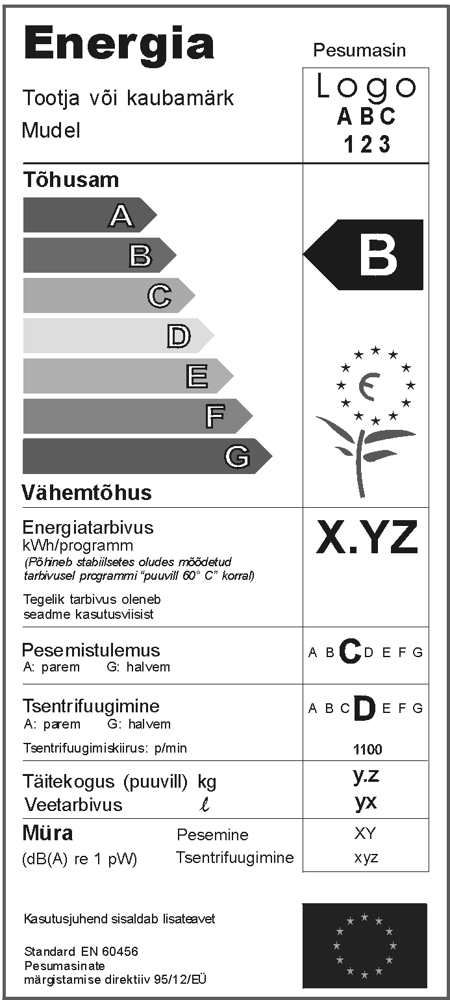 Energia
Pesumasin
Tootja või kaubamärk
Mudel
Logo
ABC
123
Tõhusam
A
B
C
D
E
F
G
B
Vähemtõhus
Energiatarbivus
kWh/programm
(Põhineb stabiilsetes oludes mõõdetud
tarbivusel programmi “puuvill 60° C” korral)
X.YZ
Tegelik tarbivus oleneb
seadme kasutusviisist
Pesemistulemus
A: parem G: halvem
A B C D E F G
Tsentrifuugimine
A: parem G: halvem
A B C D E F G
Tsentrifuugimiskiirus: p/min 1100
Täitekogus (puuvill) kg y.z
Veetarbivus ℓ yx
Müra Pesemine XY
(dB(A) re 1 pW) Tsentrifuugimine xyz
Kasutusjuhend sisaldab lisateavet
Standard EN 60456
Pesumasinate
märgistamise direktiiv 95/12/EÜ